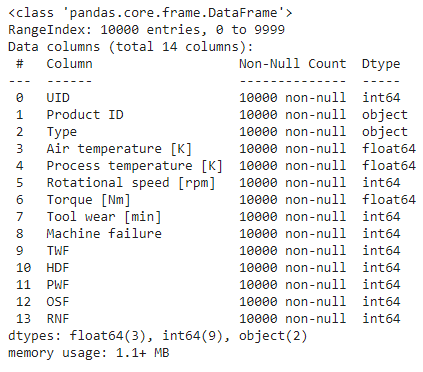 <class 'pandas.core.frame.DataFrame'>
RangeIndex: 10000 entries, 0 to 9999
Data columns (total 14 columns):
 #   Column                   Non-Null Count  Dtype
---  ------                   --------------  -----
 0   UID                      10000 non-null  int64
 1   Product ID               10000 non-null  object
 2   Type                     10000 non-null  object
 3   Air temperature [K]      10000 non-null  float64
 4   Process temperature [K]  10000 non-null  float64
 5   Rotational speed [rpm]   10000 non-null  int64
 6   Torque [Nm]              10000 non-null  float64
 7   Tool wear [min]          10000 non-null  int64
 8   Machine failure          10000 non-null  int64
 9   TWF                      10000 non-null  int64
 10  HDF                      10000 non-null  int64
 11  PWF                      10000 non-null  int64
 12  OSF                      10000 non-null  int64
 13  RNF                      10000 non-null  int64
dtypes: float64(3), int64(9), object(2)
memory usage: 1.1+ MB